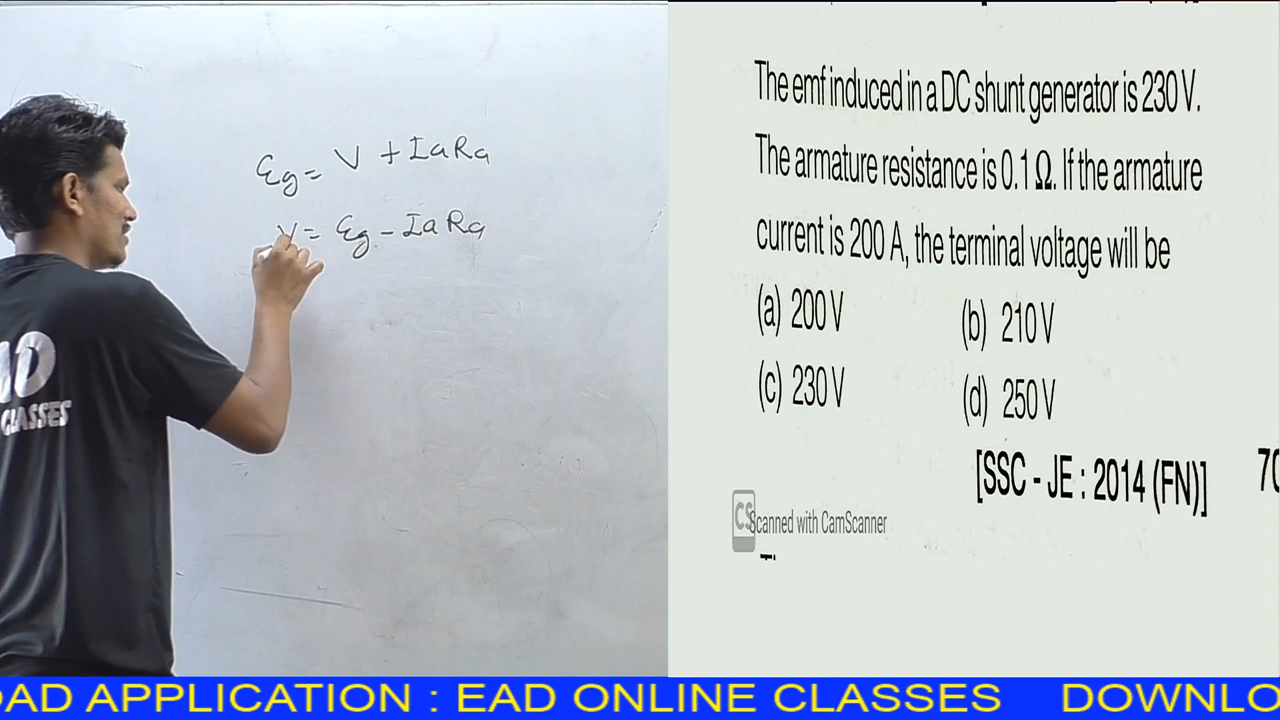 Eg = V + IaRa
V = Eg - IaRa
CLASSES
The emf induced in a DC shunt generator is 230 V.
The armature resistance is 0.1 Ω. If the armature
current is 200 A, the terminal voltage will be
(a) 200 V (b) 210 V
(c) 230 V (d) 250 V
[SSC - JE : 2014 (FN)] 70
CS Scanned with CamScanner
OAD APPLICATION : EAD ONLINE CLASSES DOWNLO